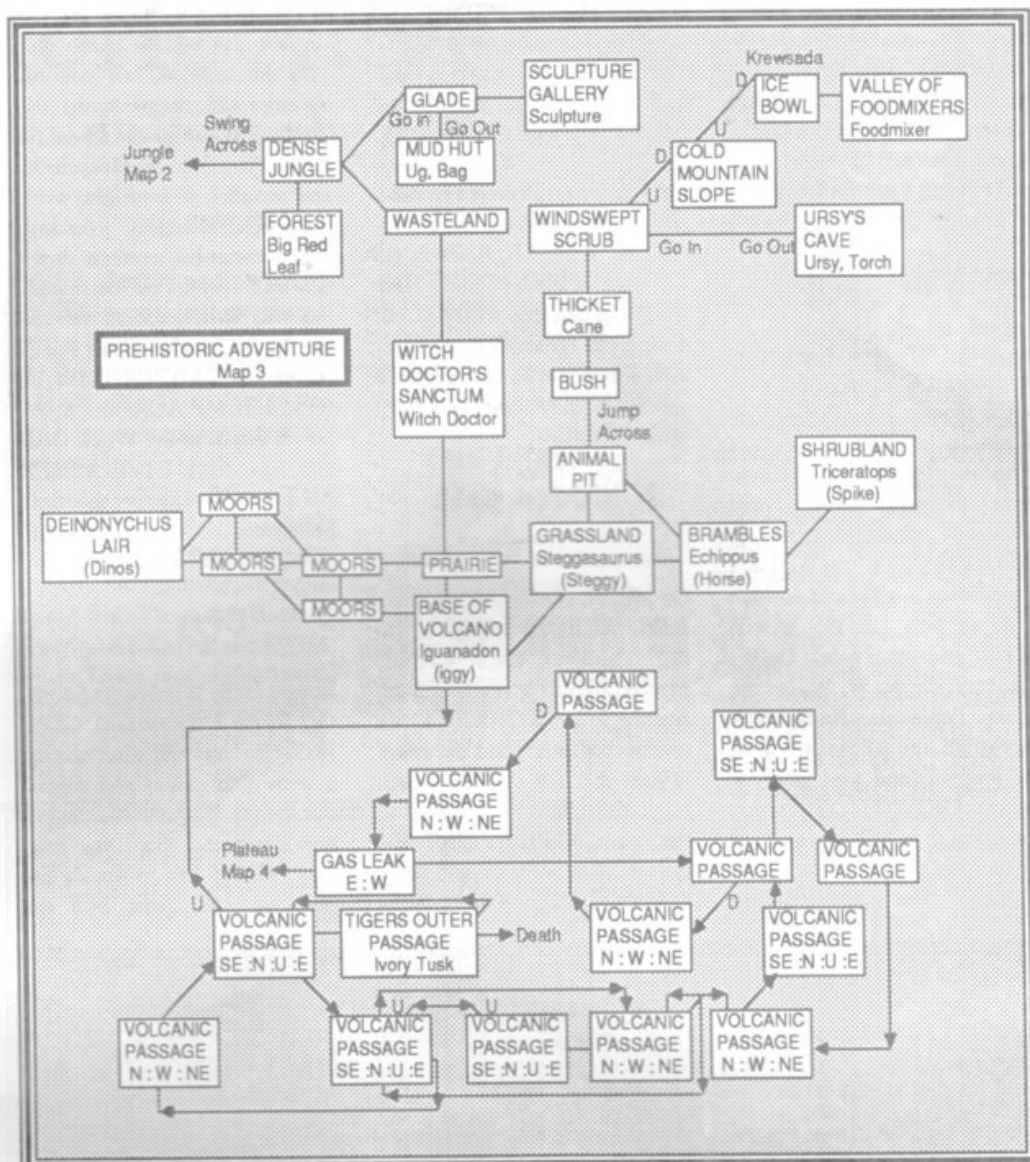 Krewsada
D
ICE
BOWL
VALLEY OF
FOODMIXERS
Foodmixer
SCULPTURE
GALLERY
Sculpture
GLADE
Go in
Go Out
MUD HUT
Ug, Bag
Swing
Across
Jungle
Map 2
DENSE
JUNGLE
FOREST
Big Red
Leaf
WASTELAND
U
D
COLD
MOUNTAIN
SLOPE
U
WINDSWEPT
SCRUB
Go In
Go Out
URSY'S
CAVE
Ursy, Torch
THICKET
Cane
BUSH
Jump
Across
PREHISTORIC ADVENTURE
Map 3
WITCH
DOCTOR'S
SANCTUM
Witch Doctor
ANIMAL
PIT
SHRUBLAND
Triceratops
(Spike)
DEINONYCHUS
LAIR
(Dinos)
MOORS
MOORS
MOORS
MOORS
PRAIRIE
GRASSLAND
Steggasaurus
(Steggy)
BRAMBLES
Echippus
(Horse)
BASE OF
VOLCANO
Iguanadon
(iggy)
VOLCANIC
PASSAGE
D
VOLCANIC
PASSAGE
N : W : NE
VOLCANIC
PASSAGE
SE :N :U :E
Plateau
Map 4
GAS LEAK
E : W
VOLCANIC
PASSAGE
D
VOLCANIC
PASSAGE
U
VOLCANIC
PASSAGE
SE :N :U :E
TIGERS OUTER
PASSAGE
Ivory Tusk
Death
VOLCANIC
PASSAGE
N : W : NE
VOLCANIC
PASSAGE
SE :N :U :E
VOLCANIC
PASSAGE
N : W : NE
U
VOLCANIC
PASSAGE
SE :N :U :E
U
VOLCANIC
PASSAGE
SE :N :U :E
VOLCANIC
PASSAGE
N : W : NE
VOLCANIC
PASSAGE
N : W : NE